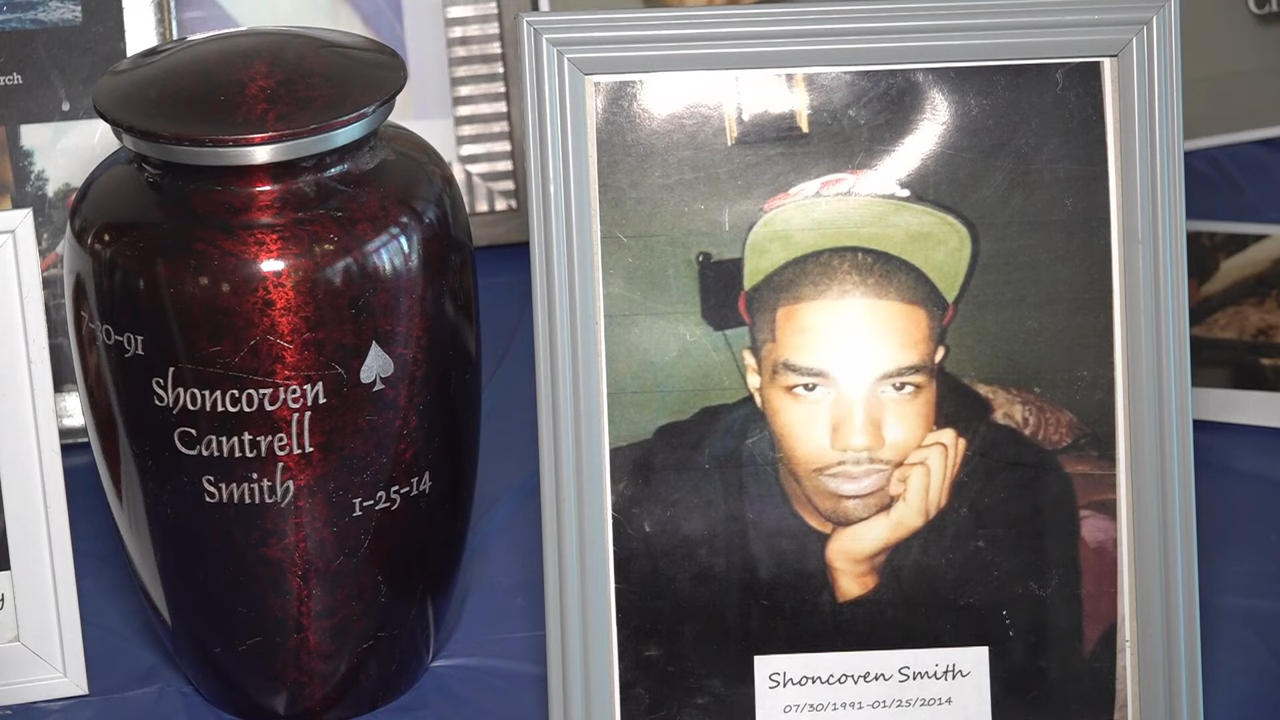 rch
7-30-91
Shoncoven
Cantrell
Smith
1-25-14
Shoncoven Smith
07/30/1991-01/25/2014